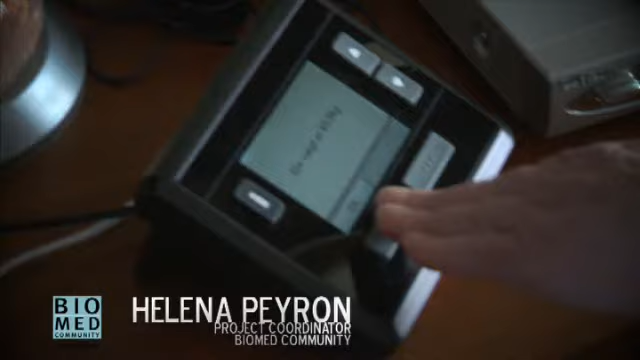 BIO
MED
COMMUNITY
HELENA PEYRON
PROJECT COORDINATOR
BIOMED COMMUNITY